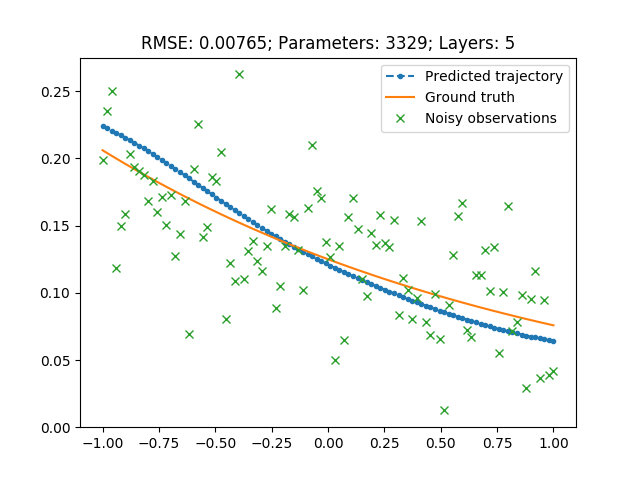 RMSE: 0.00765; Parameters: 3329; Layers: 5
Predicted trajectory
Ground truth
Noisy observations
0.25
0.20
0.15
0.10
0.05
0.00
−1.00 −0.75 −0.50 −0.25 0.00 0.25 0.50 0.75 1.00